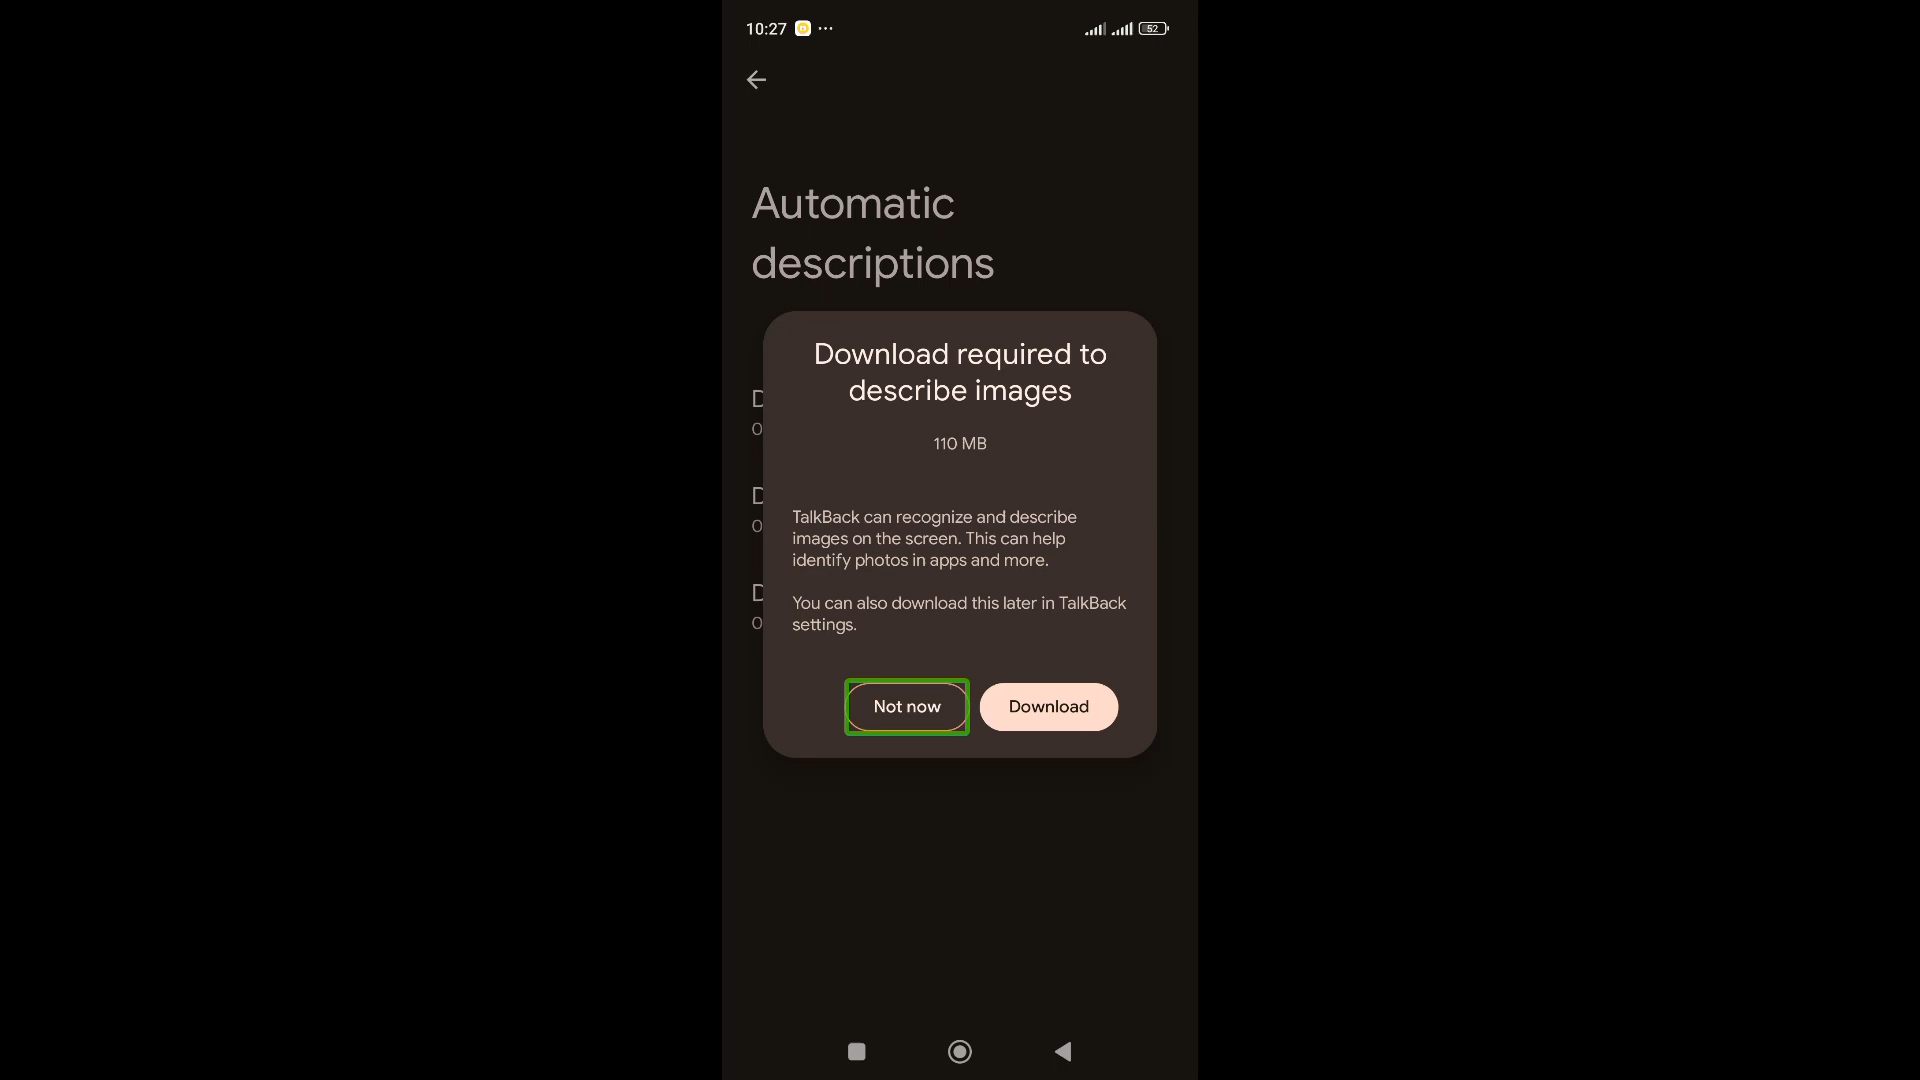 10:27
52
Automatic
descriptions
Download required to
describe images
110 MB
TalkBack can recognize and describe
images on the screen. This can help
identify photos in apps and more.
You can also download this later in TalkBack
settings.
Not now
Download